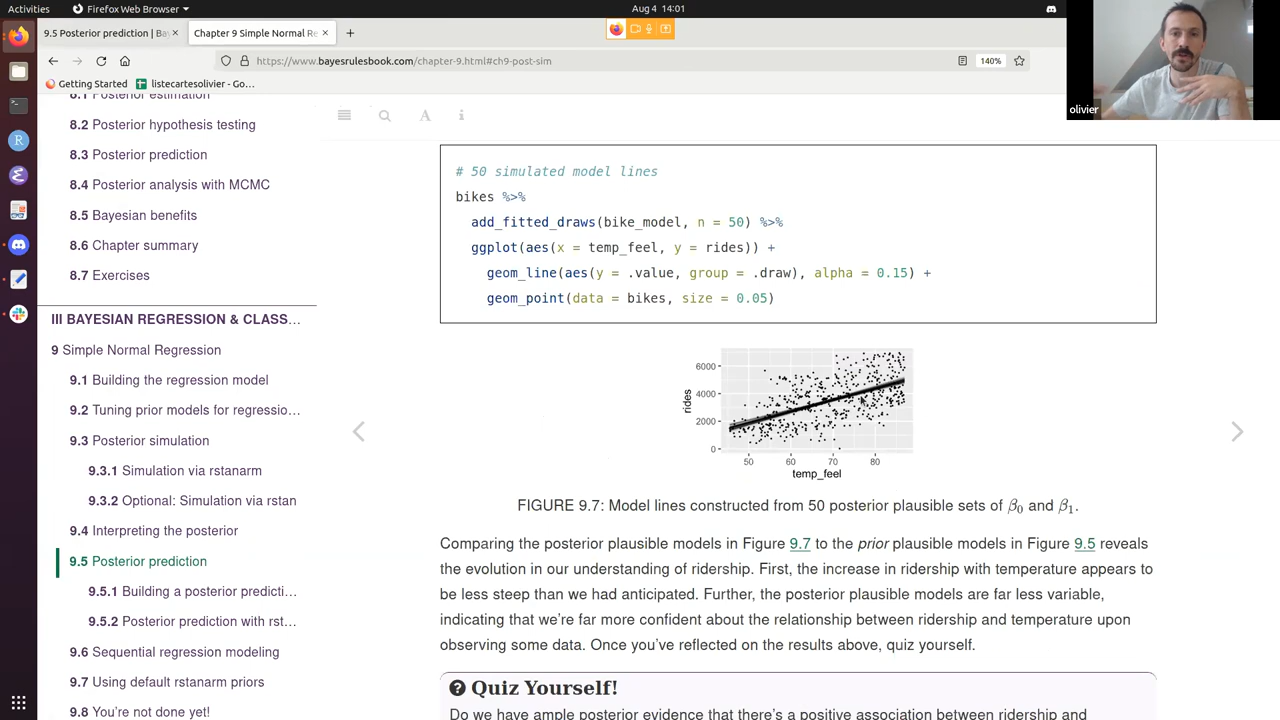 Activities Firefox Web Browser Aug 4 14:01
9.5 Posterior prediction | Ba Chapter 9 Simple Normal Re
https://www.bayesrulesbook.com/chapter-9.html#ch9-post-sim 140%
Getting Started listecartesolivier - Go…
olivier
8.1 Posterior estimation
8.2 Posterior hypothesis testing
8.3 Posterior prediction
8.4 Posterior analysis with MCMC
8.5 Bayesian benefits
8.6 Chapter summary
8.7 Exercises
III BAYESIAN REGRESSION & CLASS…
9 Simple Normal Regression
9.1 Building the regression model
9.2 Tuning prior models for regressio…
9.3 Posterior simulation
9.3.1 Simulation via rstanarm
9.3.2 Optional: Simulation via rstan
9.4 Interpreting the posterior
9.5 Posterior prediction
9.5.1 Building a posterior predicti…
9.5.2 Posterior prediction with rst…
9.6 Sequential regression modeling
9.7 Using default rstanarm priors
9.8 You're not done yet!
# 50 simulated model lines
bikes %>%
add_fitted_draws(bike_model, n = 50) %>%
ggplot(aes(x = temp_feel, y = rides)) +
geom_line(aes(y = .value, group = .draw), alpha = 0.15) +
geom_point(data = bikes, size = 0.05)
rides
6000
4000
2000
0
50 60 70 80
temp_feel
FIGURE 9.7: Model lines constructed from 50 posterior plausible sets of β0 and β1.
Comparing the posterior plausible models in Figure 9.7 to the prior plausible models in Figure 9.5 reveals
the evolution in our understanding of ridership. First, the increase in ridership with temperature appears to
be less steep than we had anticipated. Further, the posterior plausible models are far less variable,
indicating that we're far more confident about the relationship between ridership and temperature upon
observing some data. Once you've reflected on the results above, quiz yourself.
Quiz Yourself!
Do we have ample posterior evidence that there's a positive association between ridership and